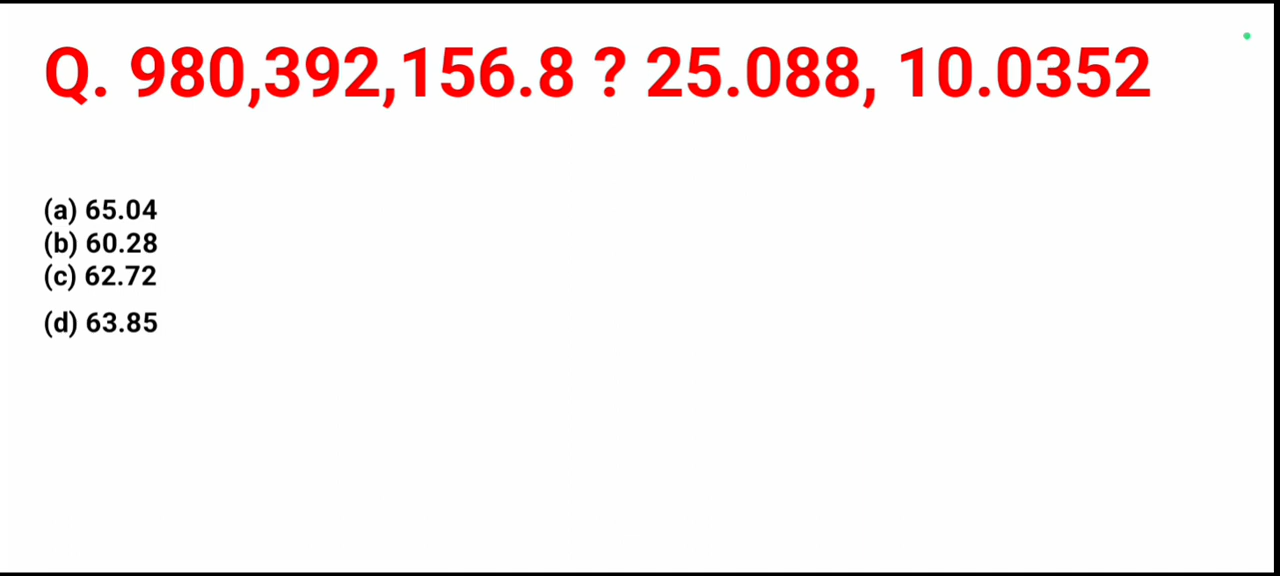 Q. 980,392,156.8 ? 25.088, 10.0352
(a) 65.04
(b) 60.28
(c) 62.72
(d) 63.85